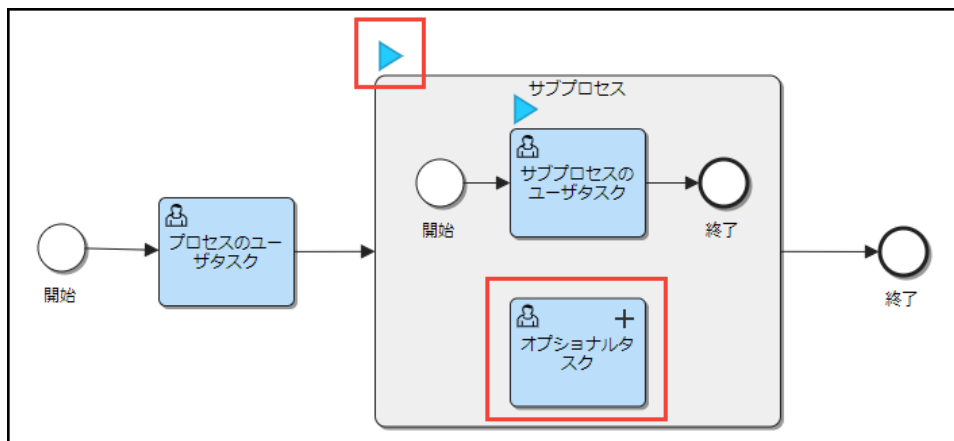 サブプロセス
サブプロセスの
ユーザタスク
開始
終了
プロセスのユー
ザタスク
開始
オプショナルタ
スク
終了